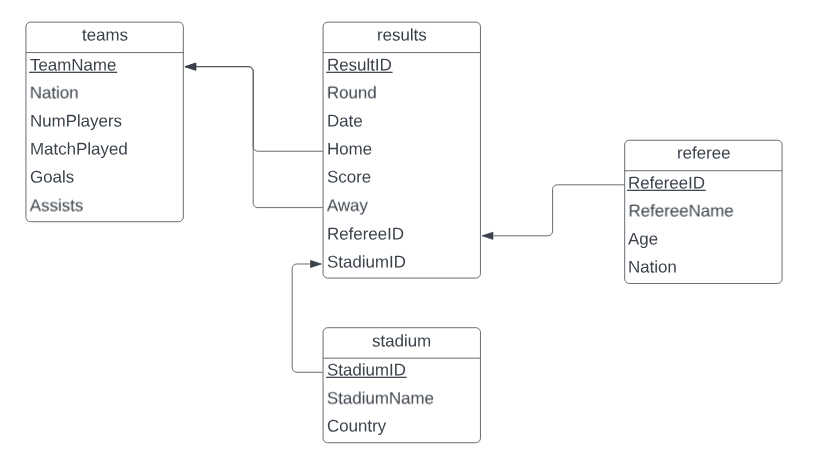 teams
TeamName
Nation
NumPlayers
MatchPlayed
Goals
Assists
results
ResultID
Round
Date
Home
Score
Away
RefereeID
StadiumID
referee
RefereeID
RefereeName
Age
Nation
stadium
StadiumID
StadiumName
Country